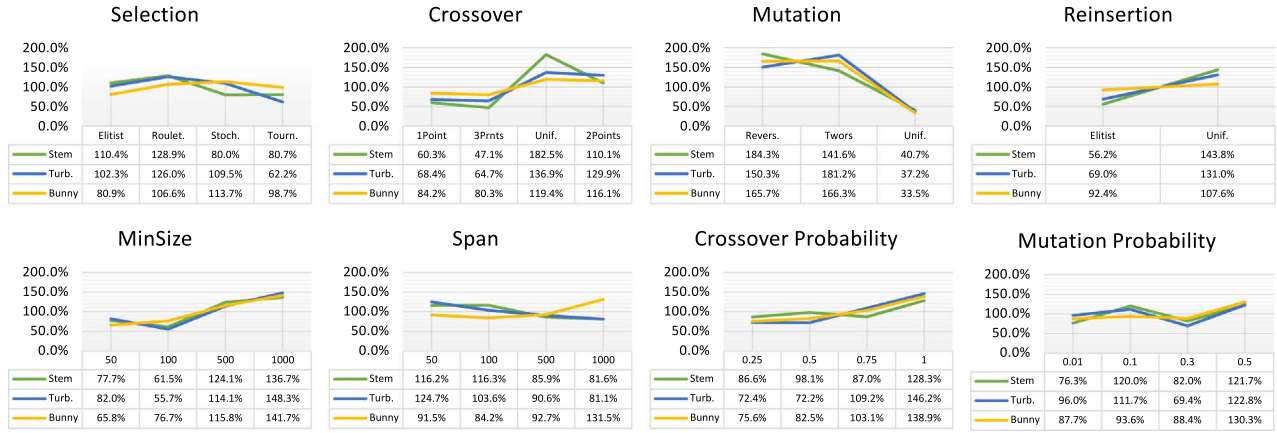 Selection
200.0%
150.0%
100.0%
50.0%
0.0%
Elitist Roulet. Stoch. Tourn.
Stem 110.4% 128.9% 80.0% 80.7%
Turb. 102.3% 126.0% 109.5% 62.2%
Bunny 80.9% 106.6% 113.7% 98.7%
Crossover
200.0%
150.0%
100.0%
50.0%
0.0%
1Point 3Prnts Unif. 2Points
Stem 60.3% 47.1% 182.5% 110.1%
Turb. 68.4% 64.7% 136.9% 129.9%
Bunny 84.2% 80.3% 119.4% 116.1%
Mutation
200.0%
150.0%
100.0%
50.0%
0.0%
Revers. Twors Unif.
Stem 184.3% 141.6% 40.7%
Turb. 150.3% 181.2% 37.2%
Bunny 165.7% 166.3% 33.5%
Reinsertion
200.0%
150.0%
100.0%
50.0%
0.0%
Elitist Unif.
Stem 56.2% 143.8%
Turb. 69.0% 131.0%
Bunny 92.4% 107.6%
MinSize
200.0%
150.0%
100.0%
50.0%
0.0%
50 100 500 1000
Stem 77.7% 61.5% 124.1% 136.7%
Turb. 82.0% 55.7% 114.1% 148.3%
Bunny 65.8% 76.7% 115.8% 141.7%
Span
200.0%
150.0%
100.0%
50.0%
0.0%
50 100 500 1000
Stem 116.2% 116.3% 85.9% 81.6%
Turb. 124.7% 103.6% 90.6% 81.1%
Bunny 91.5% 84.2% 92.7% 131.5%
Crossover Probability
200.0%
150.0%
100.0%
50.0%
0.0%
0.25 0.5 0.75 1
Stem 86.6% 98.1% 87.0% 128.3%
Turb. 72.4% 72.2% 109.2% 146.2%
Bunny 75.6% 82.5% 103.1% 138.9%
Mutation Probability
200.0%
150.0%
100.0%
50.0%
0.0%
0.01 0.1 0.3 0.5
Stem 76.3% 120.0% 82.0% 121.7%
Turb. 96.0% 111.7% 69.4% 122.8%
Bunny 87.7% 93.6% 88.4% 130.3%